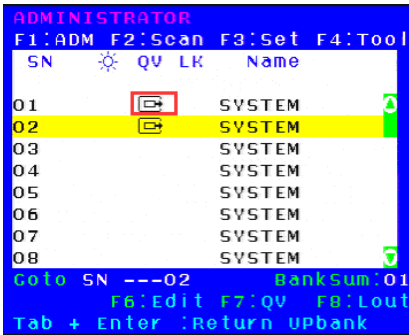 ADMINISTRATOR
F1:ADM F2:Scan F3:Set F4:Tool
SN QV LK Name
01 SYSTEM
02 SYSTEM
03 SYSTEM
04 SYSTEM
05 SYSTEM
06 SYSTEM
07 SYSTEM
08 SYSTEM
Goto SN ---02 BankSum:01
F6:Edit F7:QV F8:Lout
Tab + Enter :Return UPbank